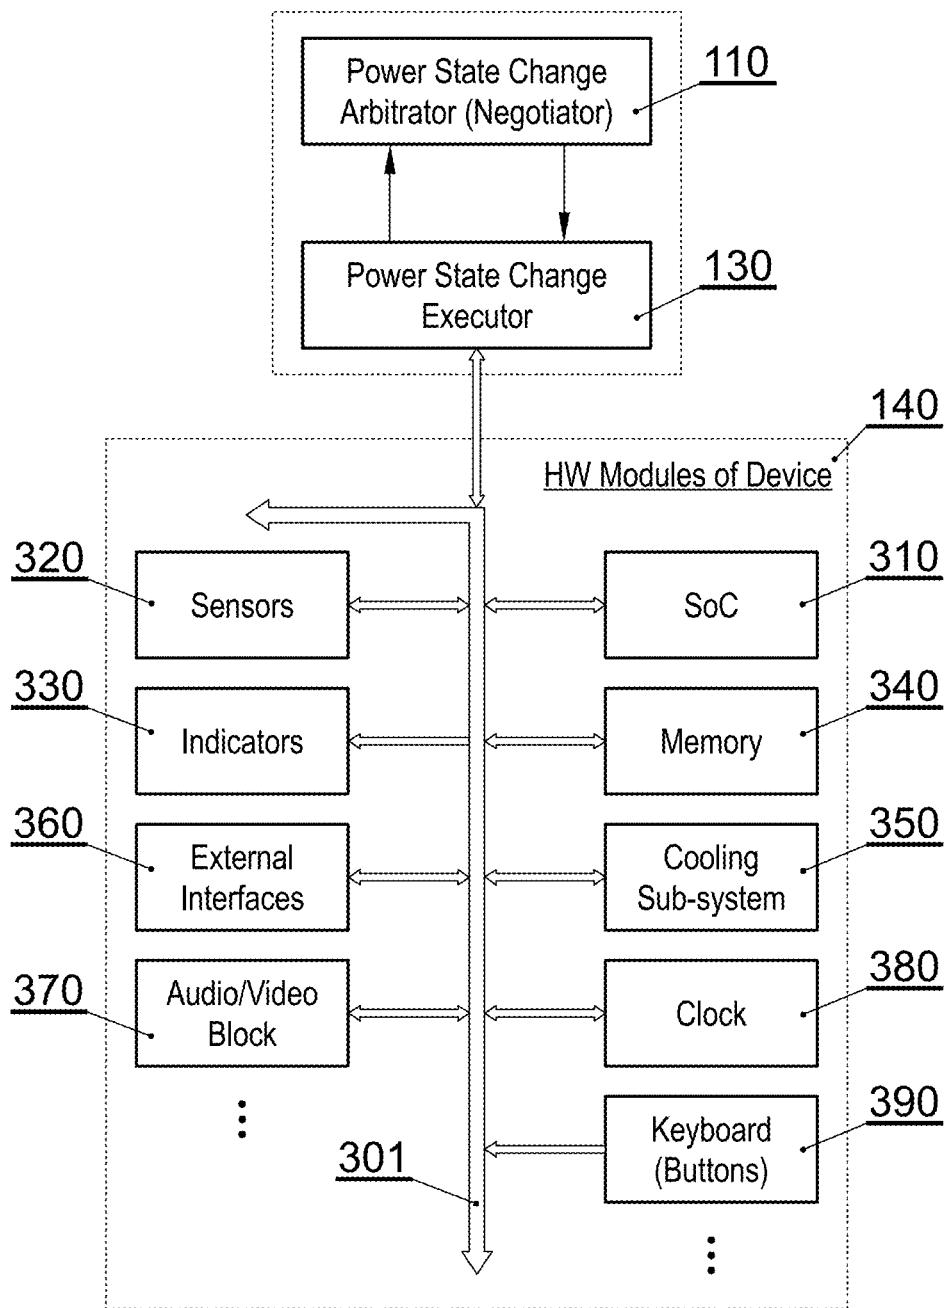 Power State Change
Arbitrator (Negotiator)
110
Power State Change
Executor
130
140
HW Modules of Device
320
Sensors
SoC
310
330
Indicators
Memory
340
360
External
Interfaces
Cooling
Sub-system
350
370
Audio/Video
Block
Clock
380
Keyboard
(Buttons)
390
301